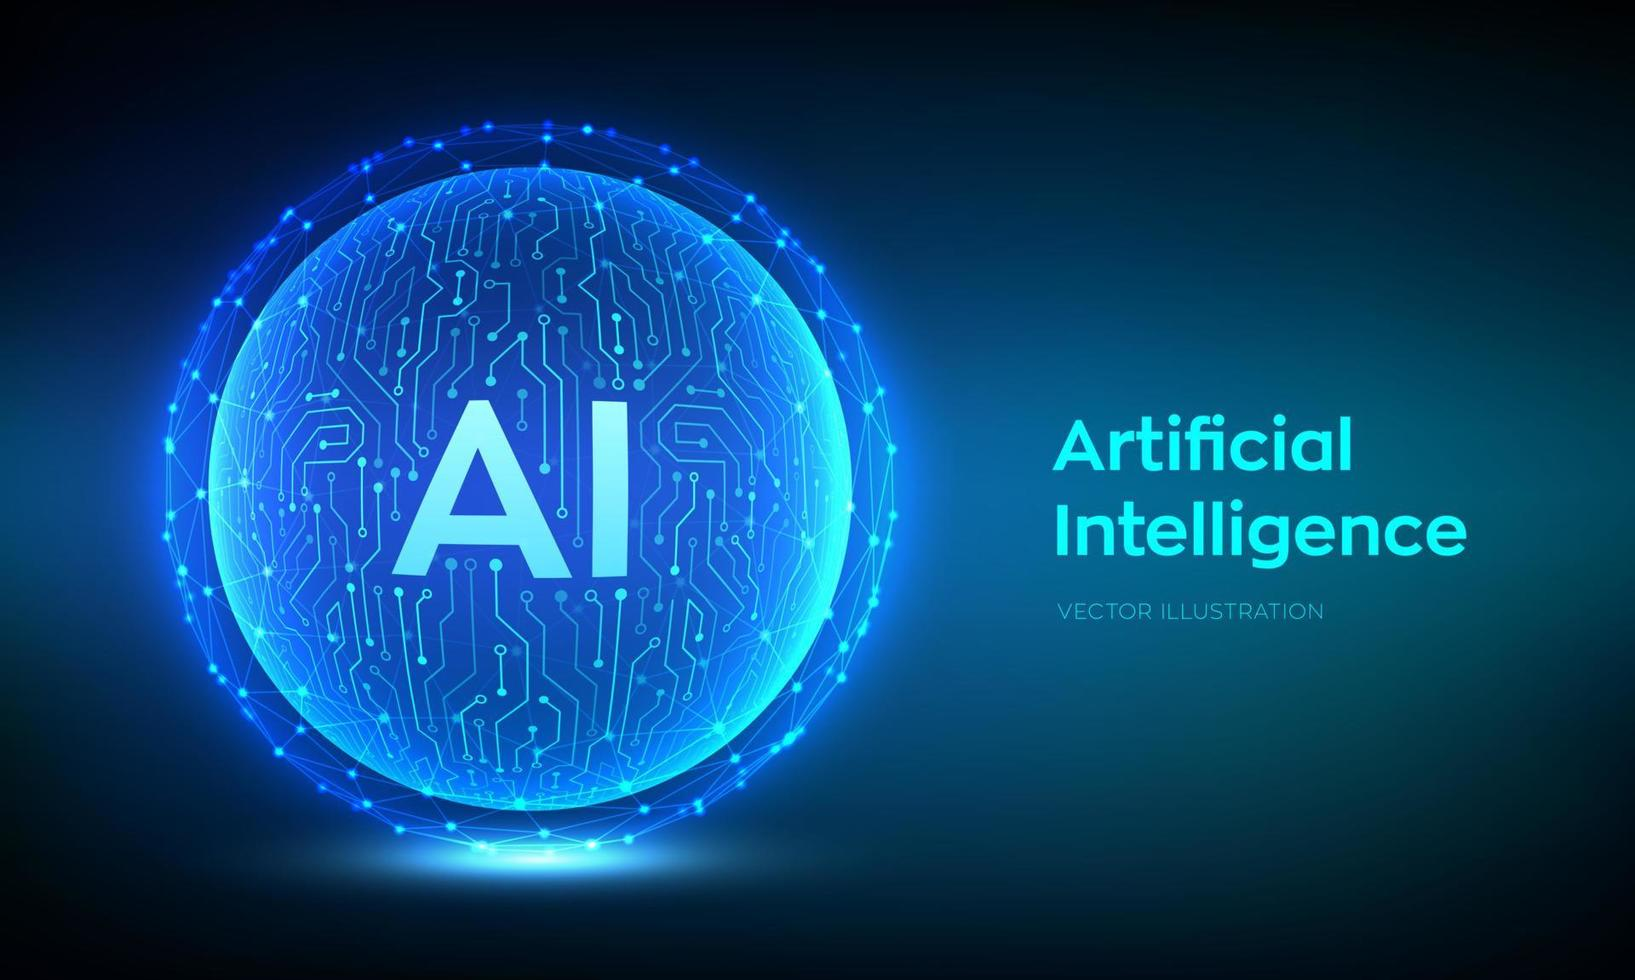 AI
Artificial
Intelligence
VECTOR ILLUSTRATION